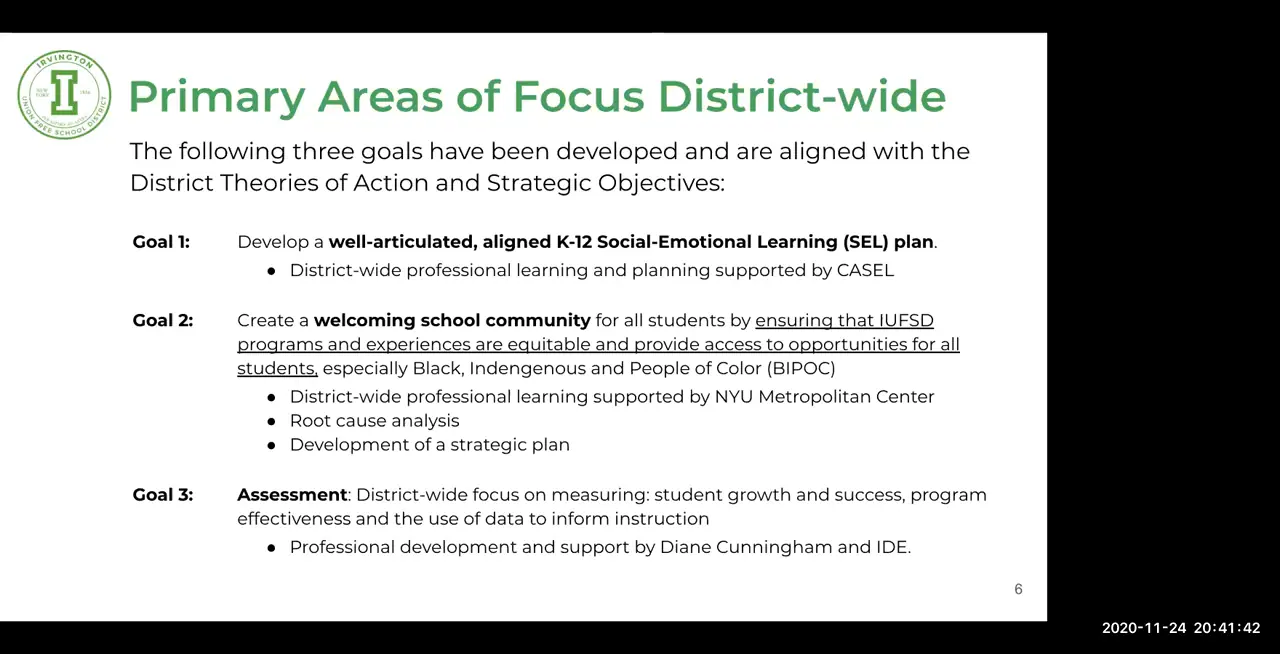 IRVINGTON
UNION FREE SCHOOL DISTRICT
I
Primary Areas of Focus District-wide
The following three goals have been developed and are aligned with the
District Theories of Action and Strategic Objectives:
Goal 1: Develop a well-articulated, aligned K-12 Social-Emotional Learning (SEL) plan.
● District-wide professional learning and planning supported by CASEL
Goal 2: Create a welcoming school community for all students by ensuring that IUFSD
programs and experiences are equitable and provide access to opportunities for all
students, especially Black, Indengenous and People of Color (BIPOC)
● District-wide professional learning supported by NYU Metropolitan Center
● Root cause analysis
● Development of a strategic plan
Goal 3: Assessment: District-wide focus on measuring: student growth and success, program
effectiveness and the use of data to inform instruction
● Professional development and support by Diane Cunningham and IDE.
6
2020-11-24 20:41:42